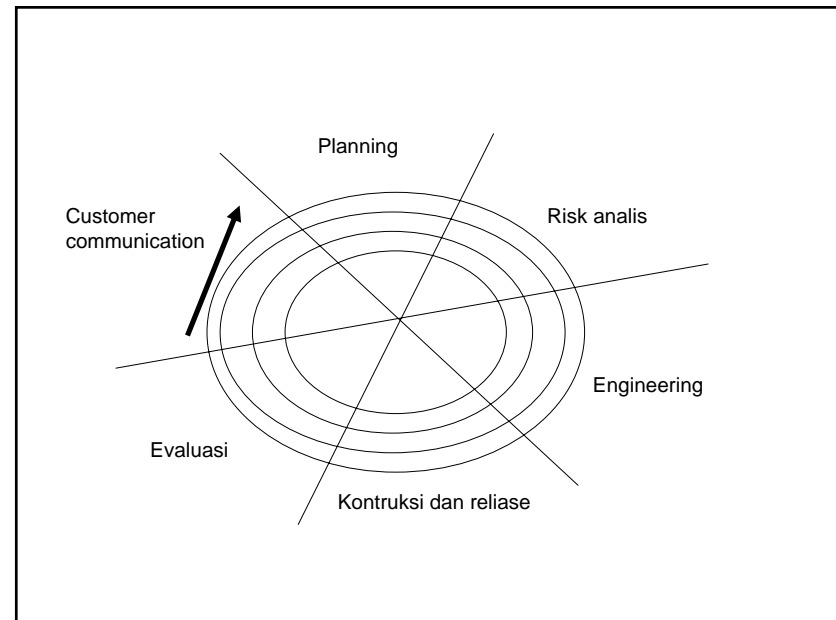 Planning
Customer
communication
Risk analis
Engineering
Evaluasi
Kontruksi dan reliase